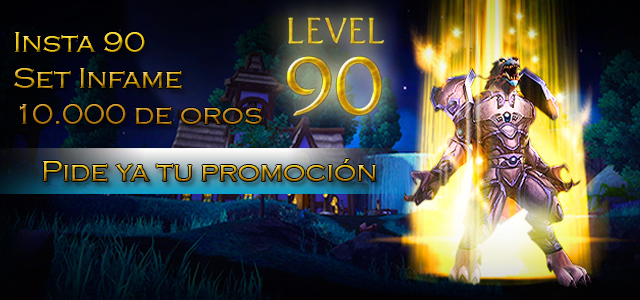 Insta 90
Set Infame
10.000 de oros
LEVEL
90
Pide ya tu promoción